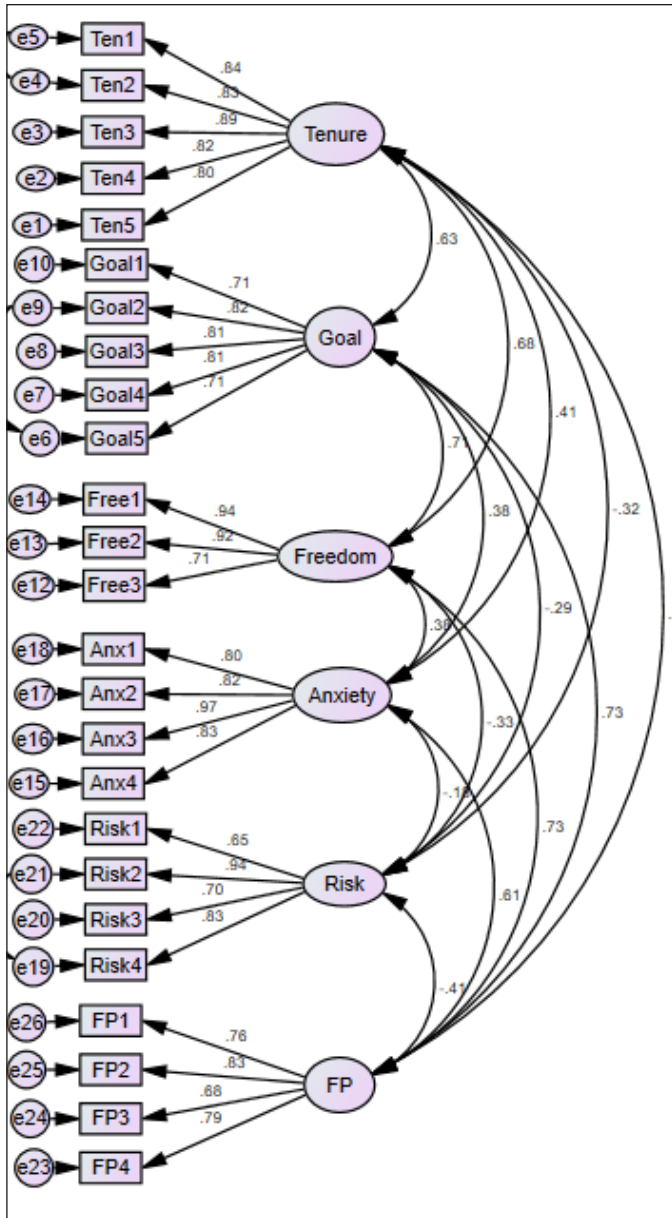 e5 Ten1
.84
e4 Ten2
.83
e3 Ten3
.89
Tenure
e2 Ten4
.82
.80
e1 Ten5
.63
e10 Goal1
.71
e9 Goal2
.82
Goal
.68
e8 Goal3
.81
.81
e7 Goal4
.71
.41
e6 Goal5
.71
e14 Free1
.94
.38
-.32
e13 Free2
.92
Freedom
.71
e12 Free3
-.29
.38
e18 Anx1
.80
e17 Anx2
.82
Anxiety
.97
e16 Anx3
.83
-.33
.73
e15 Anx4
e22 Risk1
.65
.73
e21 Risk2
.94
Risk
.70
.61
e20 Risk3
.83
e19 Risk4
-.41
e26 FP1
.76
e25 FP2
.83
FP
.68
e24 FP3
.79
e23 FP4